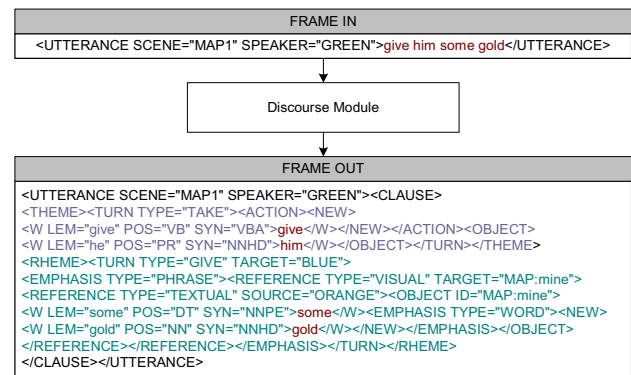 FRAME IN
<UTTERANCE SCENE="MAP1" SPEAKER="GREEN">give him some gold</UTTERANCE>
Discourse Module
FRAME OUT
<UTTERANCE SCENE="MAP1" SPEAKER="GREEN"><CLAUSE>
<THEME><TURN TYPE="TAKE"><ACTION><NEW>
<W LEM="give" POS="VB" SYN="VBA">give</W></NEW></ACTION><OBJECT>
<W LEM="he" POS="PR" SYN="NNHD">him</W></OBJECT></TURN></THEME>
<RHEME><TURN TYPE="GIVE" TARGET="BLUE">
<EMPHASIS TYPE="PHRASE"><REFERENCE TYPE="VISUAL" TARGET="MAP:mine">
<REFERENCE TYPE="TEXTUAL" SOURCE="ORANGE"><OBJECT ID="MAP:mine">
<W LEM="some" POS="DT" SYN="NNPE">some</W><EMPHASIS TYPE="WORD"><NEW>
<W LEM="gold" POS="NN" SYN="NNHD">gold</W></NEW></EMPHASIS></OBJECT>
</REFERENCE></REFERENCE></EMPHASIS></TURN></RHEME>
</CLAUSE></UTTERANCE>